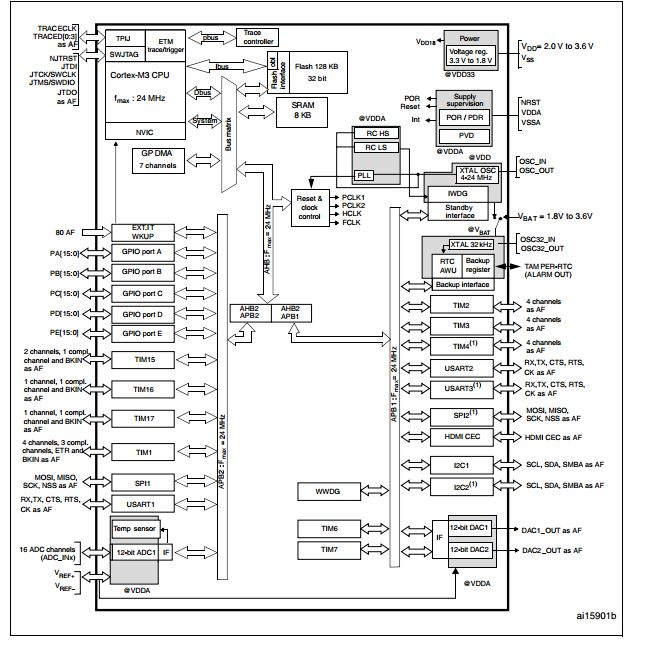 TRACECLK
TRACED[0:3]
as AF
NJTRST
JTDI
JTCK/SWCLK
JTMS/SWDIO
JTDO
as AF
TPIJ
SWJTAG
ETM
trace/trigger
pbus
Trace
controller
Cortex-M3 CPU
fmax : 24 MHz
NVIC
Ibus
Dbus
System
Flash obl
interface
Flash 128 KB
32 bit
SRAM
8 KB
Bus matrix
GP DMA
7 channels
VDD18
Power
Voltage reg.
3.3 V to 1.8 V
@VDD33
VDD= 2.0 V to 3.6 V
VSS
POR
Reset
Int
Supply
supervision
POR / PDR
PVD
@VDDA
NRST
VDDA
VSSA
@VDDA
RC HS
RC LS
PLL
@VDD
XTAL OSC
4-24 MHz
OSC_IN
OSC_OUT
IWDG
Standby
interface
VBAT = 1.8V to 3.6V
Reset &
clock
control
PCLK1
PCLK2
HCLK
FCLK
@VBAT
XTAL 32 kHz
OSC32_IN
OSC32_OUT
RTC
AWU
Backup
register
TAMPER-RTC
(ALARM OUT)
Backup interface
AHB : Fmax = 24 MHz
80 AF
EXT.IT
WKUP
PA[15:0]
GPIO port A
PB[15:0]
GPIO port B
PC[15:0]
GPIO port C
PD[15:0]
GPIO port D
PE[15:0]
GPIO port E
AHB2
APB2
AHB2
APB1
2 channels, 1 compl.
channel and BKIN
as AF
TIM15
1 channel, 1 compl.
channel and BKIN
as AF
TIM16
1 channel, 1 compl.
channel and BKIN
as AF
TIM17
4 channels, 3 compl.
channels, ETR and
BKIN as AF
TIM1
MOSI, MISO,
SCK, NSS as AF
SPI1
RX,TX, CTS, RTS,
CK as AF
USART1
APB2 : Fmax = 24 MHz
Temp sensor
16 ADC channels
(ADC_INx)
12-bit ADC1
IF
VREF+
VREF-
@VDDA
APB1 : Fmax = 24 MHz
TIM2
4 channels
as AF
TIM3
4 channels
as AF
TIM4(1)
4 channels
as AF
USART2
RX,TX, CTS, RTS,
CK as AF
USART3(1)
RX,TX, CTS, RTS,
CK as AF
SPI2(1)
MOSI, MISO,
SCK, NSS as AF
HDMI CEC
HDMI CEC as AF
I2C1
SCL, SDA, SMBA as AF
I2C2(1)
SCL, SDA, SMBA as AF
WWDG
TIM6
TIM7
IF
12-bit DAC1
DAC1_OUT as AF
12-bit DAC2
DAC2_OUT as AF
@VDDA
ai15901b